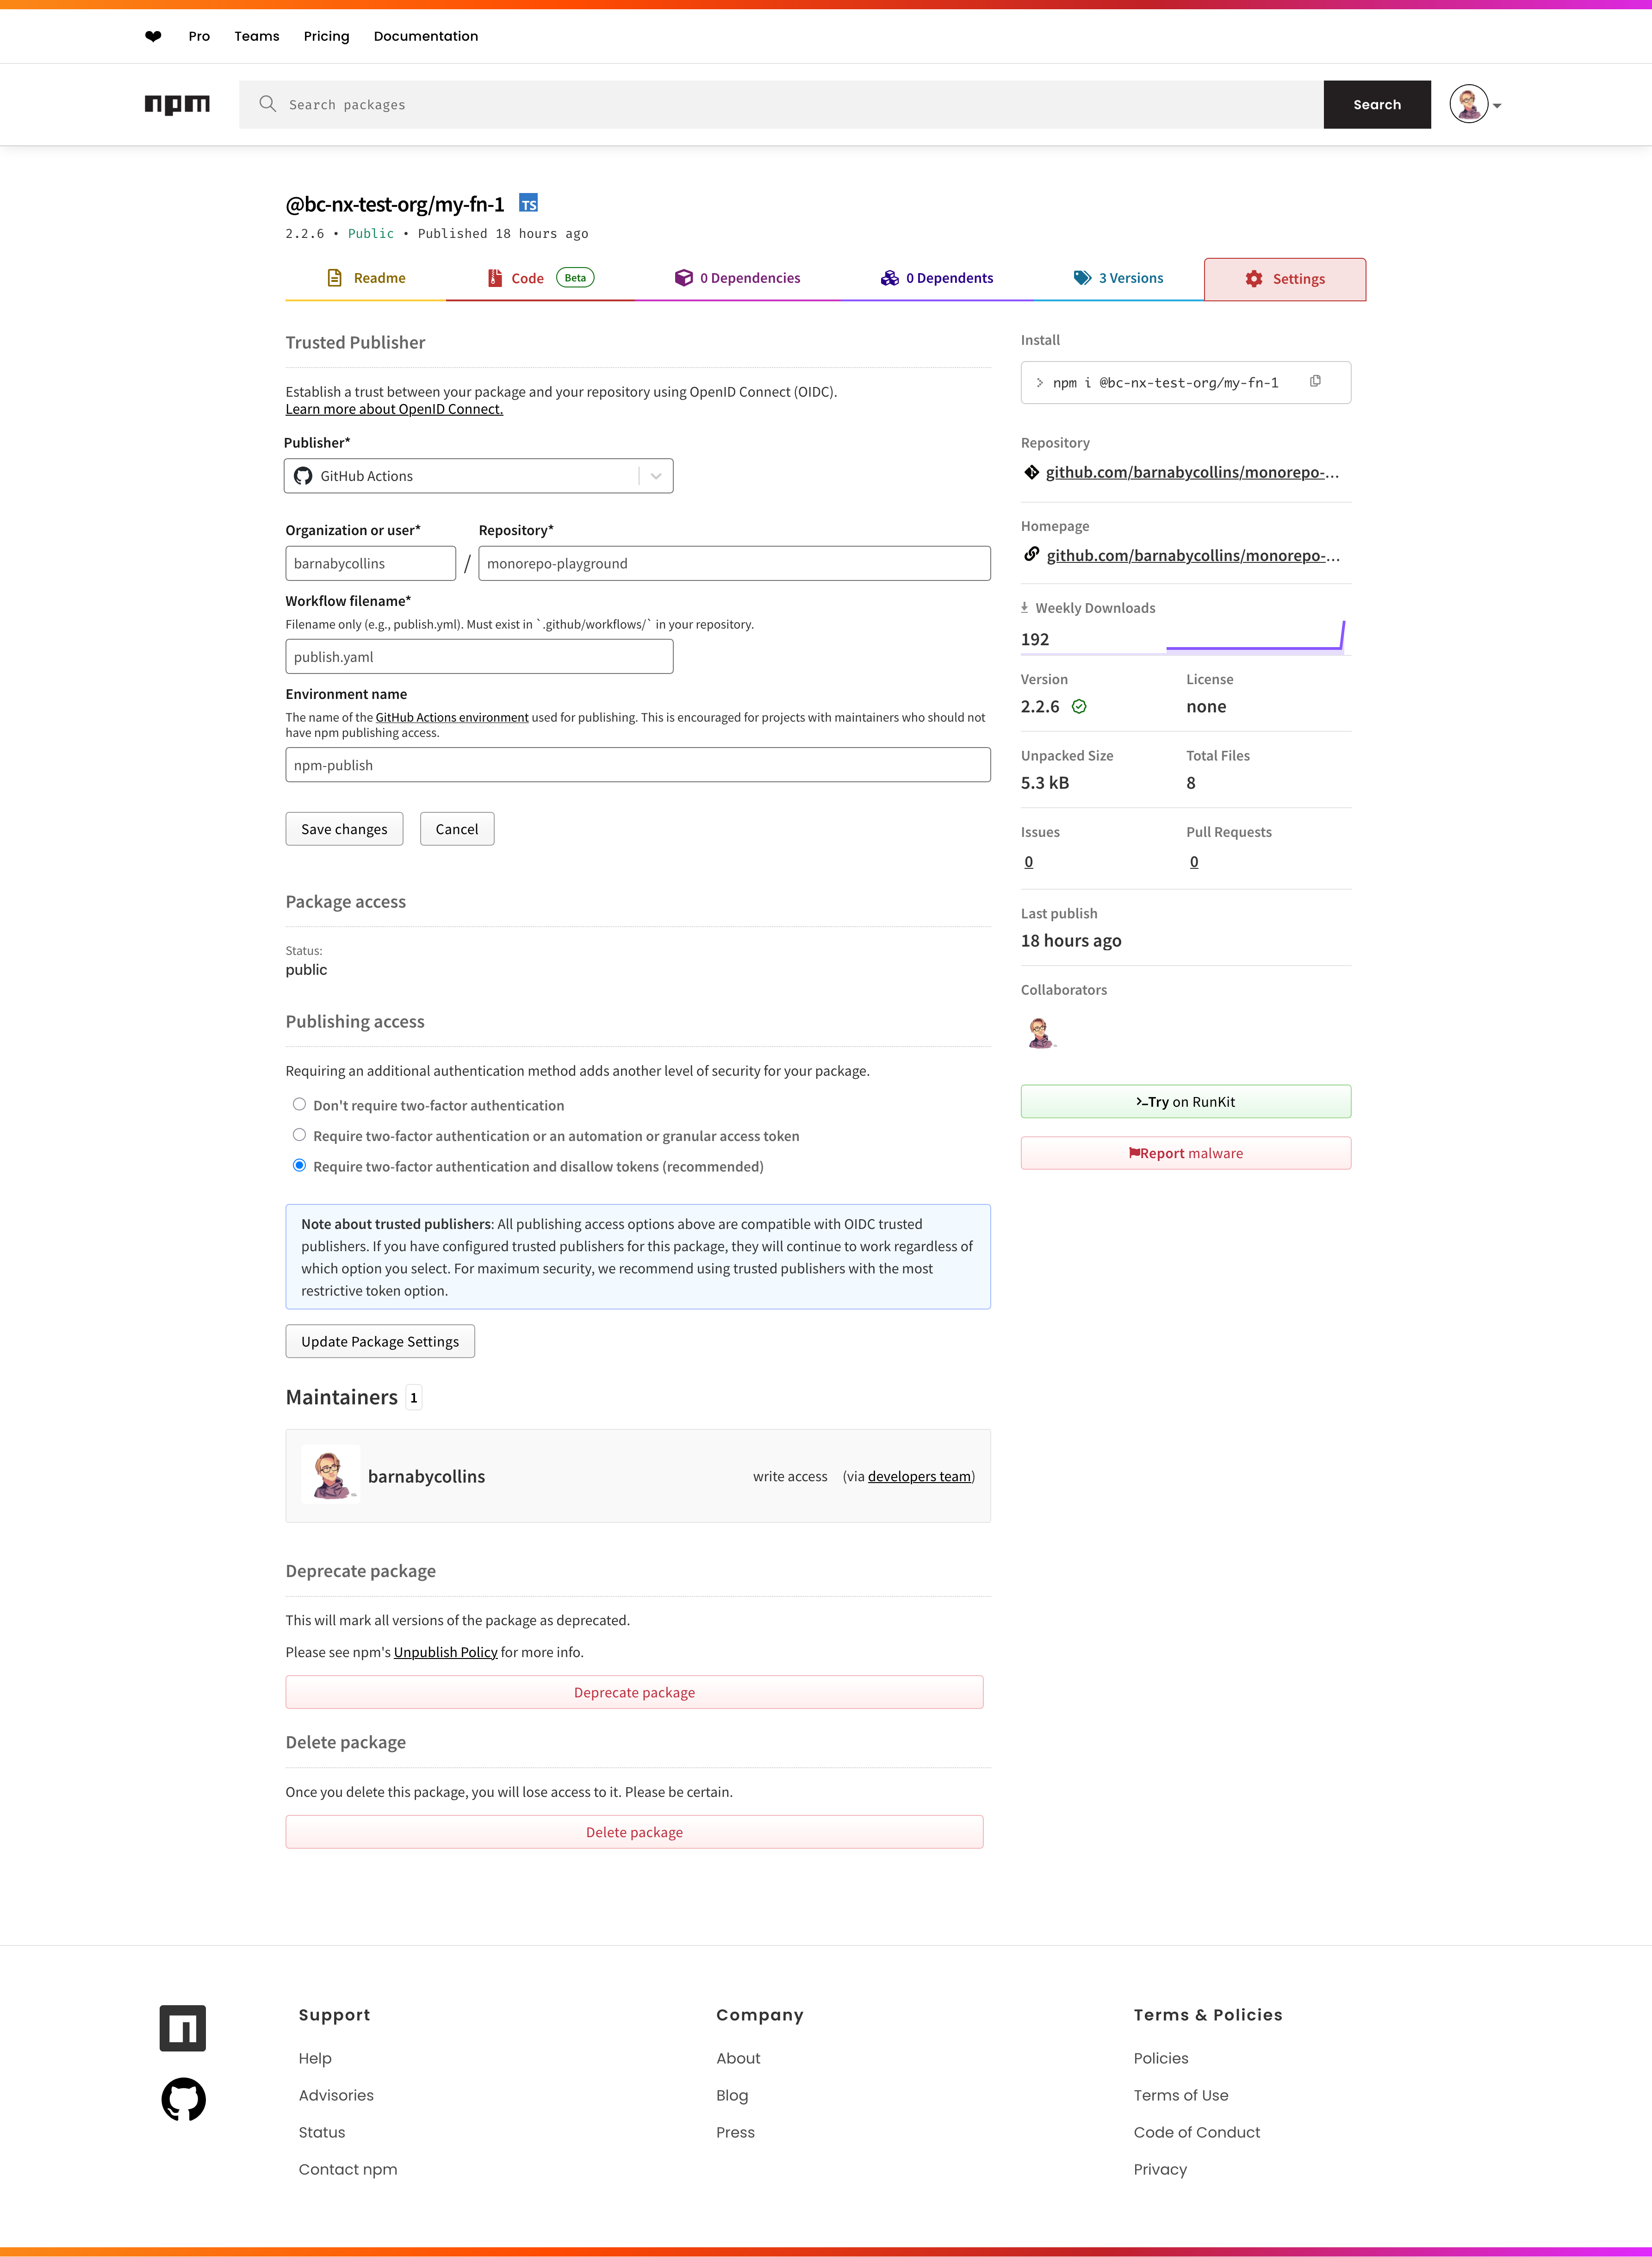 ❤ Pro Teams Pricing Documentation
npm Search packages Search
@bc-nx-test-org/my-fn-1 TS
2.2.6 • Public • Published 18 hours ago
Readme Code Beta 0 Dependencies 0 Dependents 3 Versions Settings
Trusted Publisher
Establish a trust between your package and your repository using OpenID Connect (OIDC).
Learn more about OpenID Connect.
Publisher*
GitHub Actions
Organization or user* Repository*
barnabycollins / monorepo-playground
Workflow filename*
Filename only (e.g., publish.yml). Must exist in `.github/workflows/` in your repository.
publish.yaml
Environment name
The name of the GitHub Actions environment used for publishing. This is encouraged for projects with maintainers who should not
have npm publishing access.
npm-publish
Save changes Cancel
Package access
Status:
public
Publishing access
Requiring an additional authentication method adds another level of security for your package.
Don't require two-factor authentication
Require two-factor authentication or an automation or granular access token
Require two-factor authentication and disallow tokens (recommended)
Note about trusted publishers: All publishing access options above are compatible with OIDC trusted
publishers. If you have configured trusted publishers for this package, they will continue to work regardless of
which option you select. For maximum security, we recommend using trusted publishers with the most
restrictive token option.
Update Package Settings
Maintainers 1
barnabycollins write access (via developers team)
Deprecate package
This will mark all versions of the package as deprecated.
Please see npm's Unpublish Policy for more info.
Deprecate package
Delete package
Once you delete this package, you will lose access to it. Please be certain.
Delete package
Install
npm i @bc-nx-test-org/my-fn-1
Repository
github.com/barnabycollins/monorepo-...
Homepage
github.com/barnabycollins/monorepo-...
Weekly Downloads
192
Version License
2.2.6 none
Unpacked Size Total Files
5.3 kB 8
Issues Pull Requests
0 0
Last publish
18 hours ago
Collaborators
Try on RunKit
Report malware
Support
Help
Advisories
Status
Contact npm
Company
About
Blog
Press
Terms & Policies
Policies
Terms of Use
Code of Conduct
Privacy